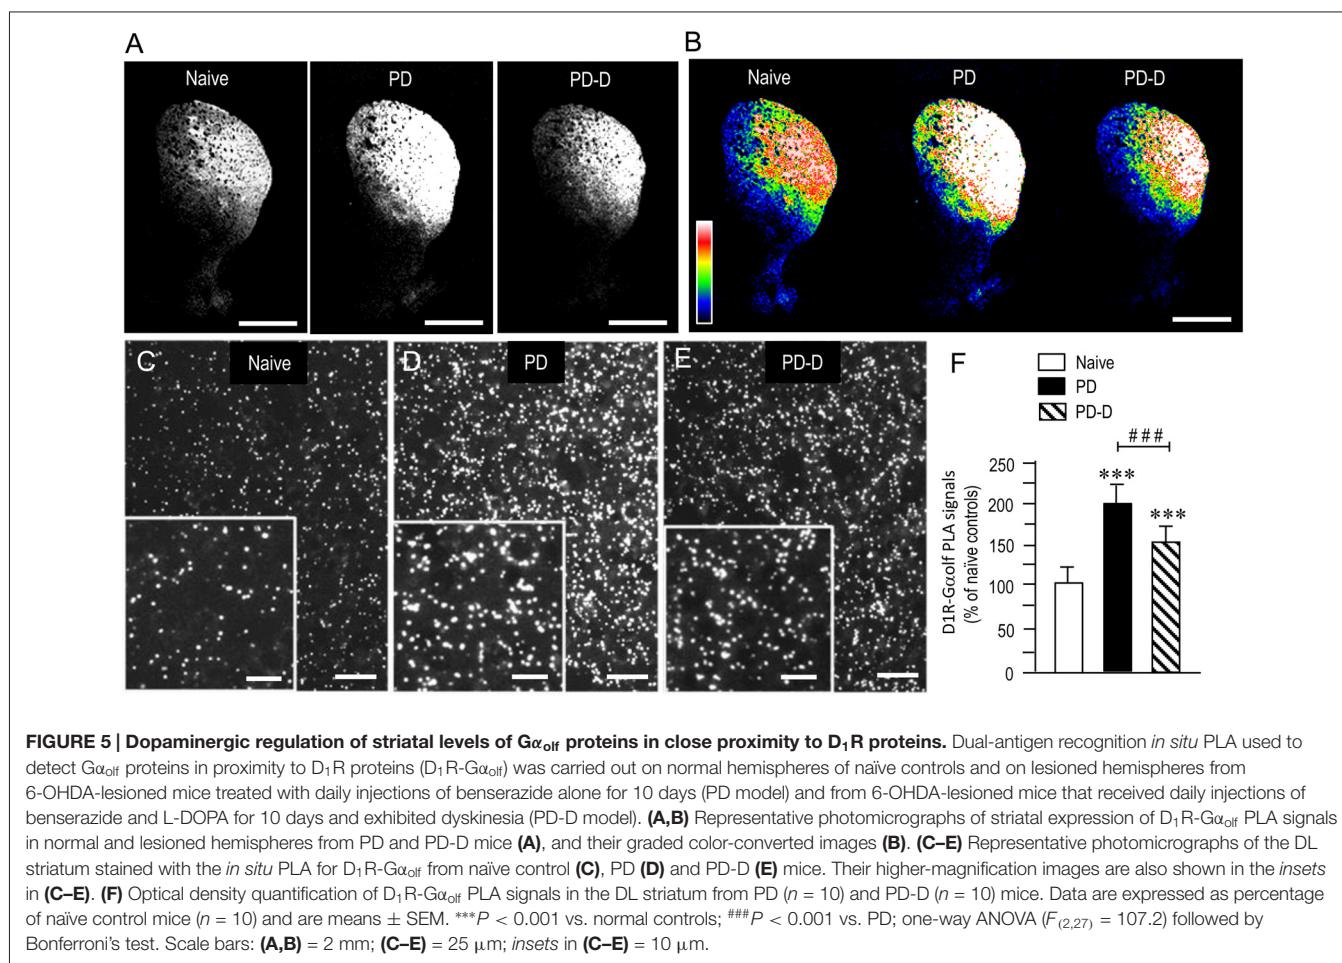 A
B
Naive
PD
PD-D
Naive
PD
PD-D
C
Naive
D
PD
E
PD-D
F
Naive
PD
PD-D
###
***
***
250
200
150
100
50
0
D1R-Gαolf PLA signals
(% of naïve controls)
FIGURE 5 | Dopaminergic regulation of striatal levels of Gαolf proteins in close proximity to D1R proteins. Dual-antigen recognition in situ PLA used to
detect Gαolf proteins in proximity to D1R proteins (D1R-Gαolf) was carried out on normal hemispheres of naïve controls and on lesioned hemispheres from
6-OHDA-lesioned mice treated with daily injections of benserazide alone for 10 days (PD model) and from 6-OHDA-lesioned mice that received daily injections of
benserazide and L-DOPA for 10 days and exhibited dyskinesia (PD-D model). (A,B) Representative photomicrographs of striatal expression of D1R-Gαolf PLA signals
in normal and lesioned hemispheres from PD and PD-D mice (A), and their graded color-converted images (B). (C–E) Representative photomicrographs of the DL
striatum stained with the in situ PLA for D1R-Gαolf from naïve control (C), PD (D) and PD-D (E) mice. Their higher-magnification images are also shown in the insets
in (C–E). (F) Optical density quantification of D1R-Gαolf PLA signals in the DL striatum from PD (n = 10) and PD-D (n = 10) mice. Data are expressed as percentage
of naïve control mice (n = 10) and are means ± SEM. ***P < 0.001 vs. normal controls; ###P < 0.001 vs. PD; one-way ANOVA (F(2,27) = 107.2) followed by
Bonferroni's test. Scale bars: (A,B) = 2 mm; (C–E) = 25 μm; insets in (C–E) = 10 μm.